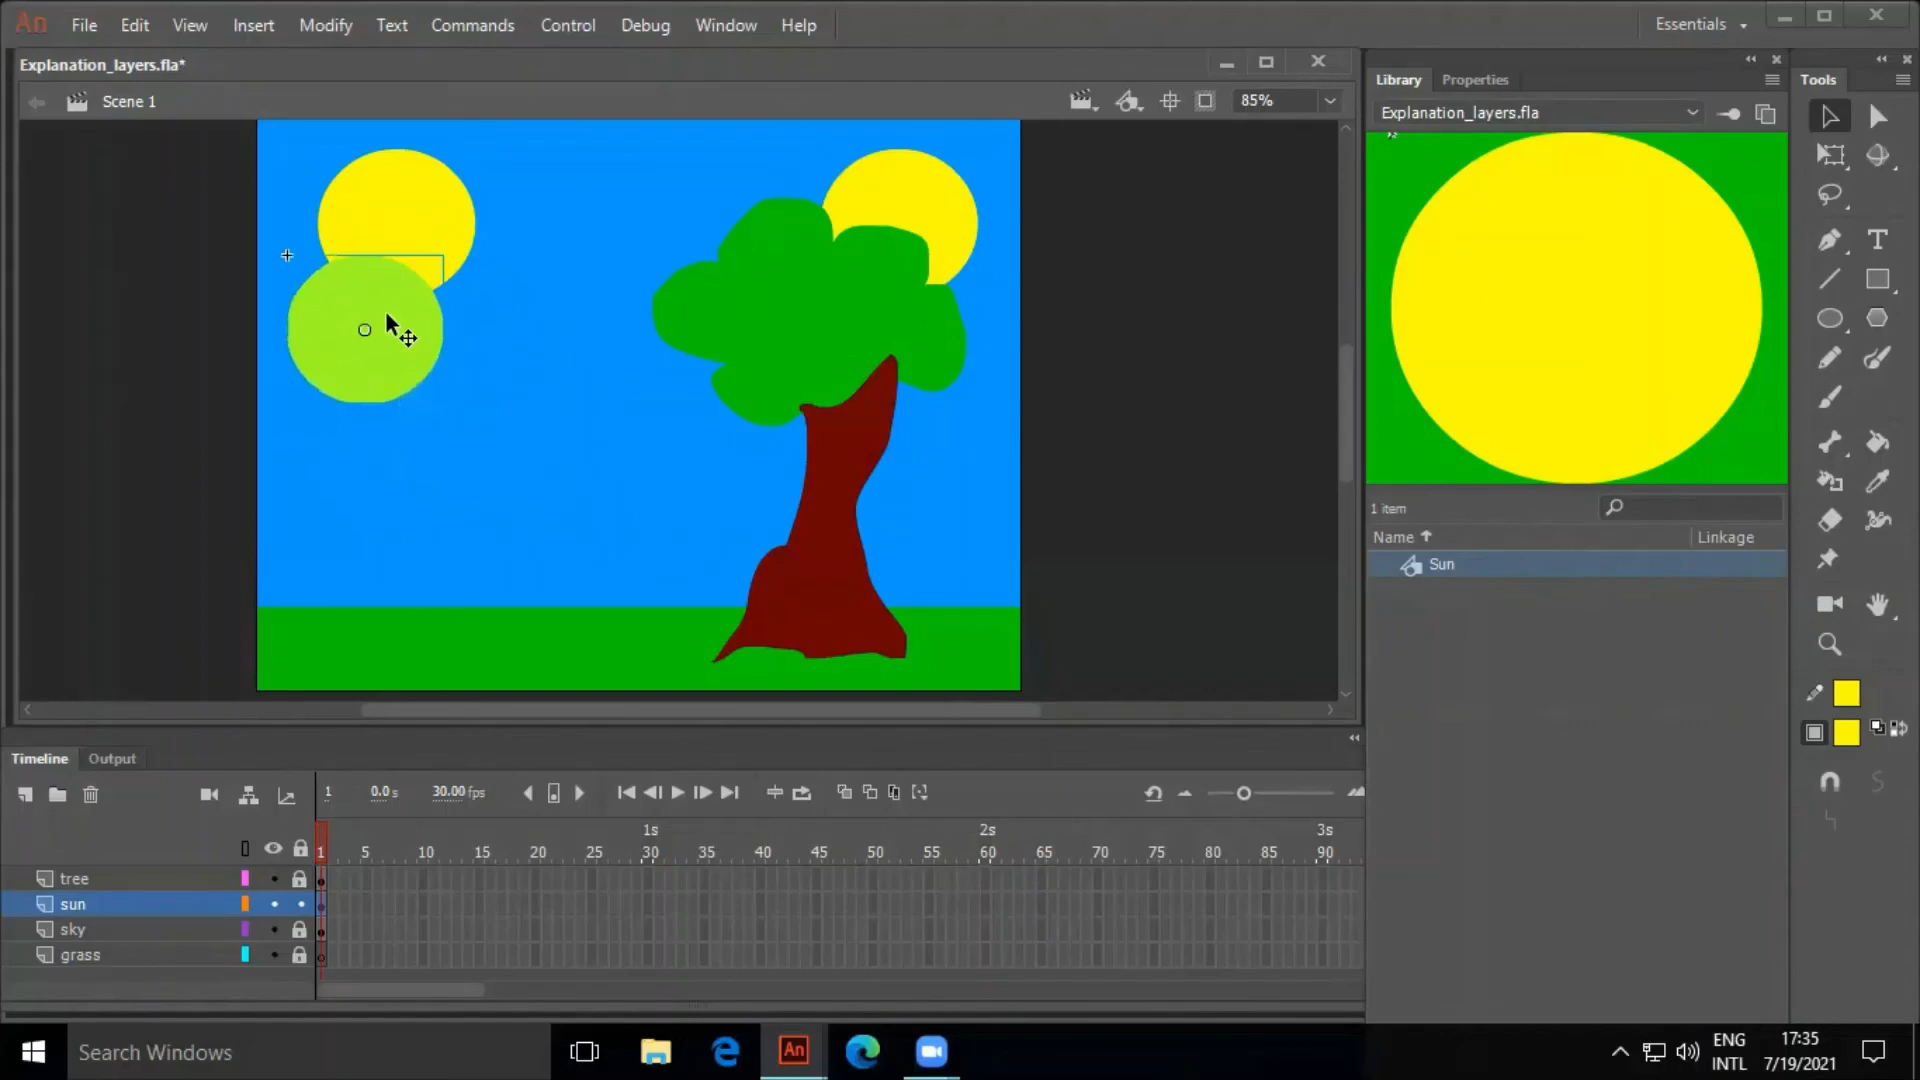 An File Edit View Insert Modify Text Commands Control Debug Window Help Essentials
Explanation_layers.fla*
Scene 1 85%
Library Properties
Explanation_layers.fla
Tools
1 item
Name Linkage
Sun
Timeline Output
1 0.0 s 30.00 fps
1s 2s 3s
1 5 10 15 20 25 30 35 40 45 50 55 60 65 70 75 80 85 90
tree
sun
sky
grass
Search Windows
An
ENG
INTL
17:35
7/19/2021